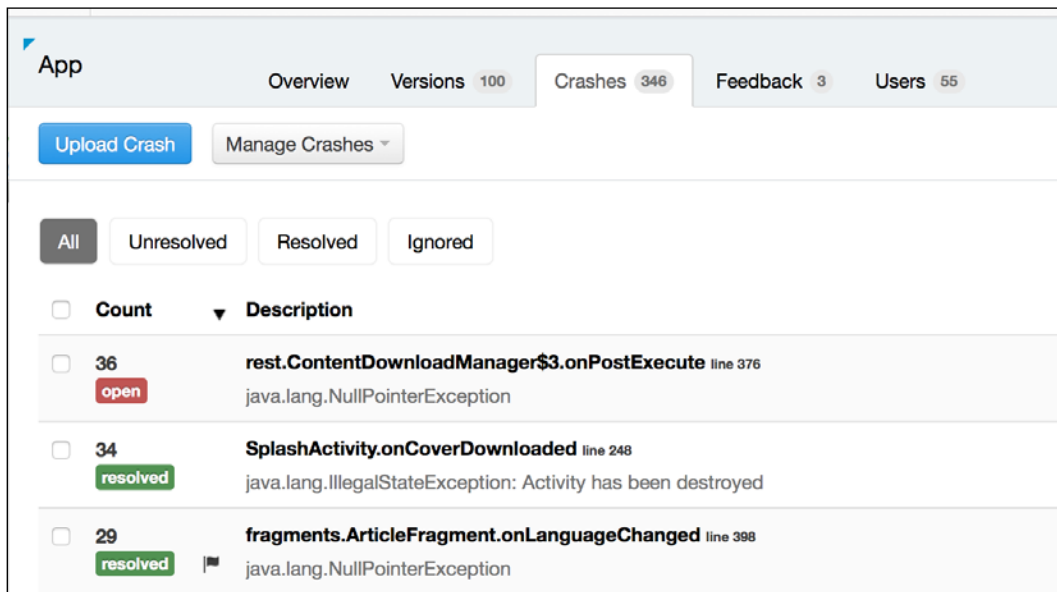 App
Overview Versions 100 Crashes 346 Feedback 3 Users 55
Upload Crash Manage Crashes
All Unresolved Resolved Ignored
Count Description
36 rest.ContentDownloadManager$3.onPostExecute line 376
open java.lang.NullPointerException
34 SplashActivity.onCoverDownloaded line 248
resolved java.lang.IllegalStateException: Activity has been destroyed
29 fragments.ArticleFragment.onLanguageChanged line 398
resolved java.lang.NullPointerException